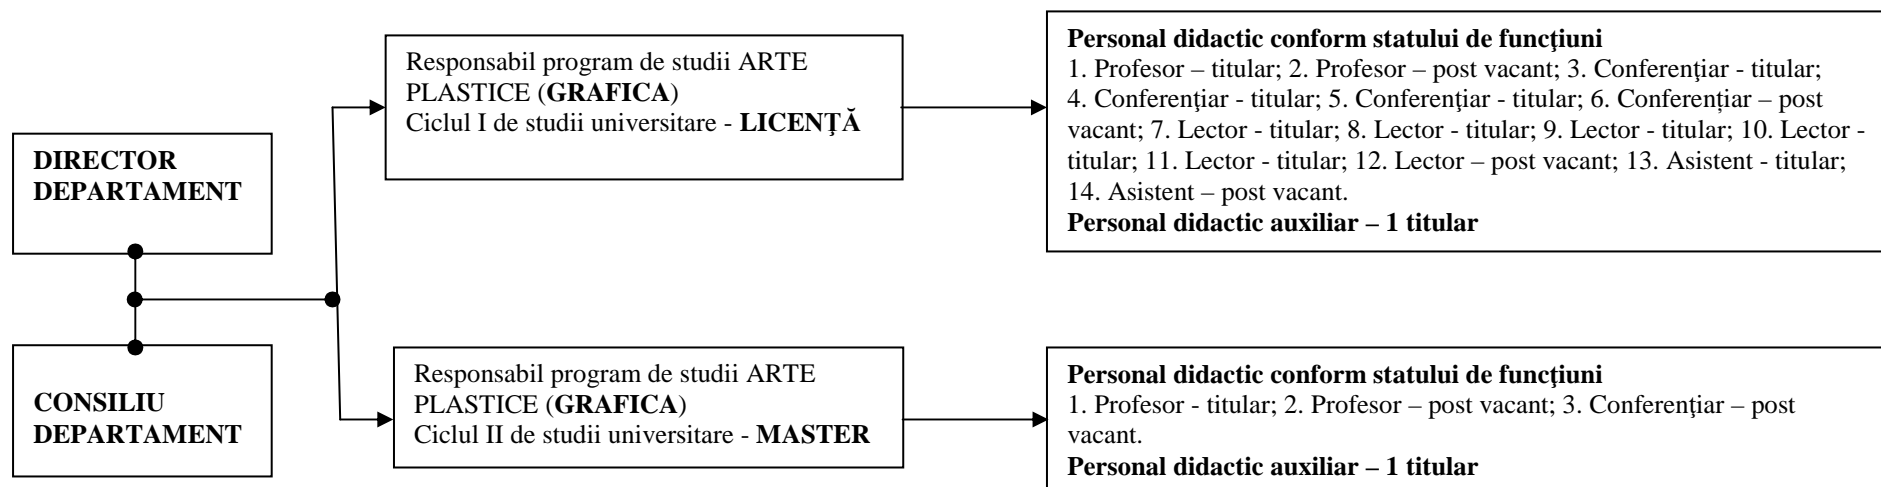 DIRECTOR
DEPARTAMENT
CONSILIU
DEPARTAMENT
Responsabil program de studii ARTE
PLASTICE (GRAFICA)
Ciclul I de studii universitare - LICENŢĂ
Personal didactic conform statului de funcţiuni
1. Profesor – titular; 2. Profesor – post vacant; 3. Conferenţiar - titular;
4. Conferenţiar - titular; 5. Conferenţiar - titular; 6. Conferențiar – post
vacant; 7. Lector - titular; 8. Lector - titular; 9. Lector - titular; 10. Lector -
titular; 11. Lector - titular; 12. Lector – post vacant; 13. Asistent - titular;
14. Asistent – post vacant.
Personal didactic auxiliar – 1 titular
Responsabil program de studii ARTE
PLASTICE (GRAFICA)
Ciclul II de studii universitare - MASTER
Personal didactic conform statului de funcţiuni
1. Profesor - titular; 2. Profesor – post vacant; 3. Conferenţiar – post
vacant.
Personal didactic auxiliar – 1 titular